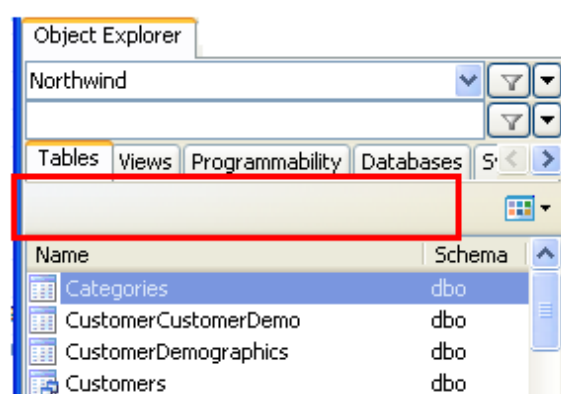 Object Explorer
Northwind
Tables Views Programmability Databases
Name Schema
Categories dbo
CustomerCustomerDemo dbo
CustomerDemographics dbo
Customers dbo